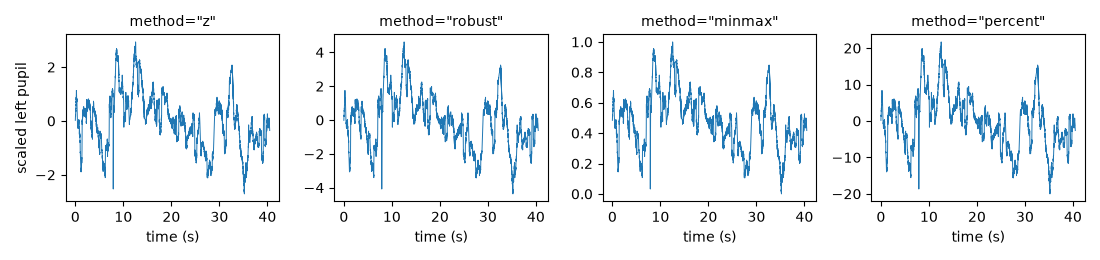 method="z"
scaled left pupil
2
0
−2
0 10 20 30 40
time (s)
method="robust"
4
2
0
−2
−4
0 10 20 30 40
time (s)
method="minmax"
1.0
0.8
0.6
0.4
0.2
0.0
0 10 20 30 40
time (s)
method="percent"
20
10
0
−10
−20
0 10 20 30 40
time (s)